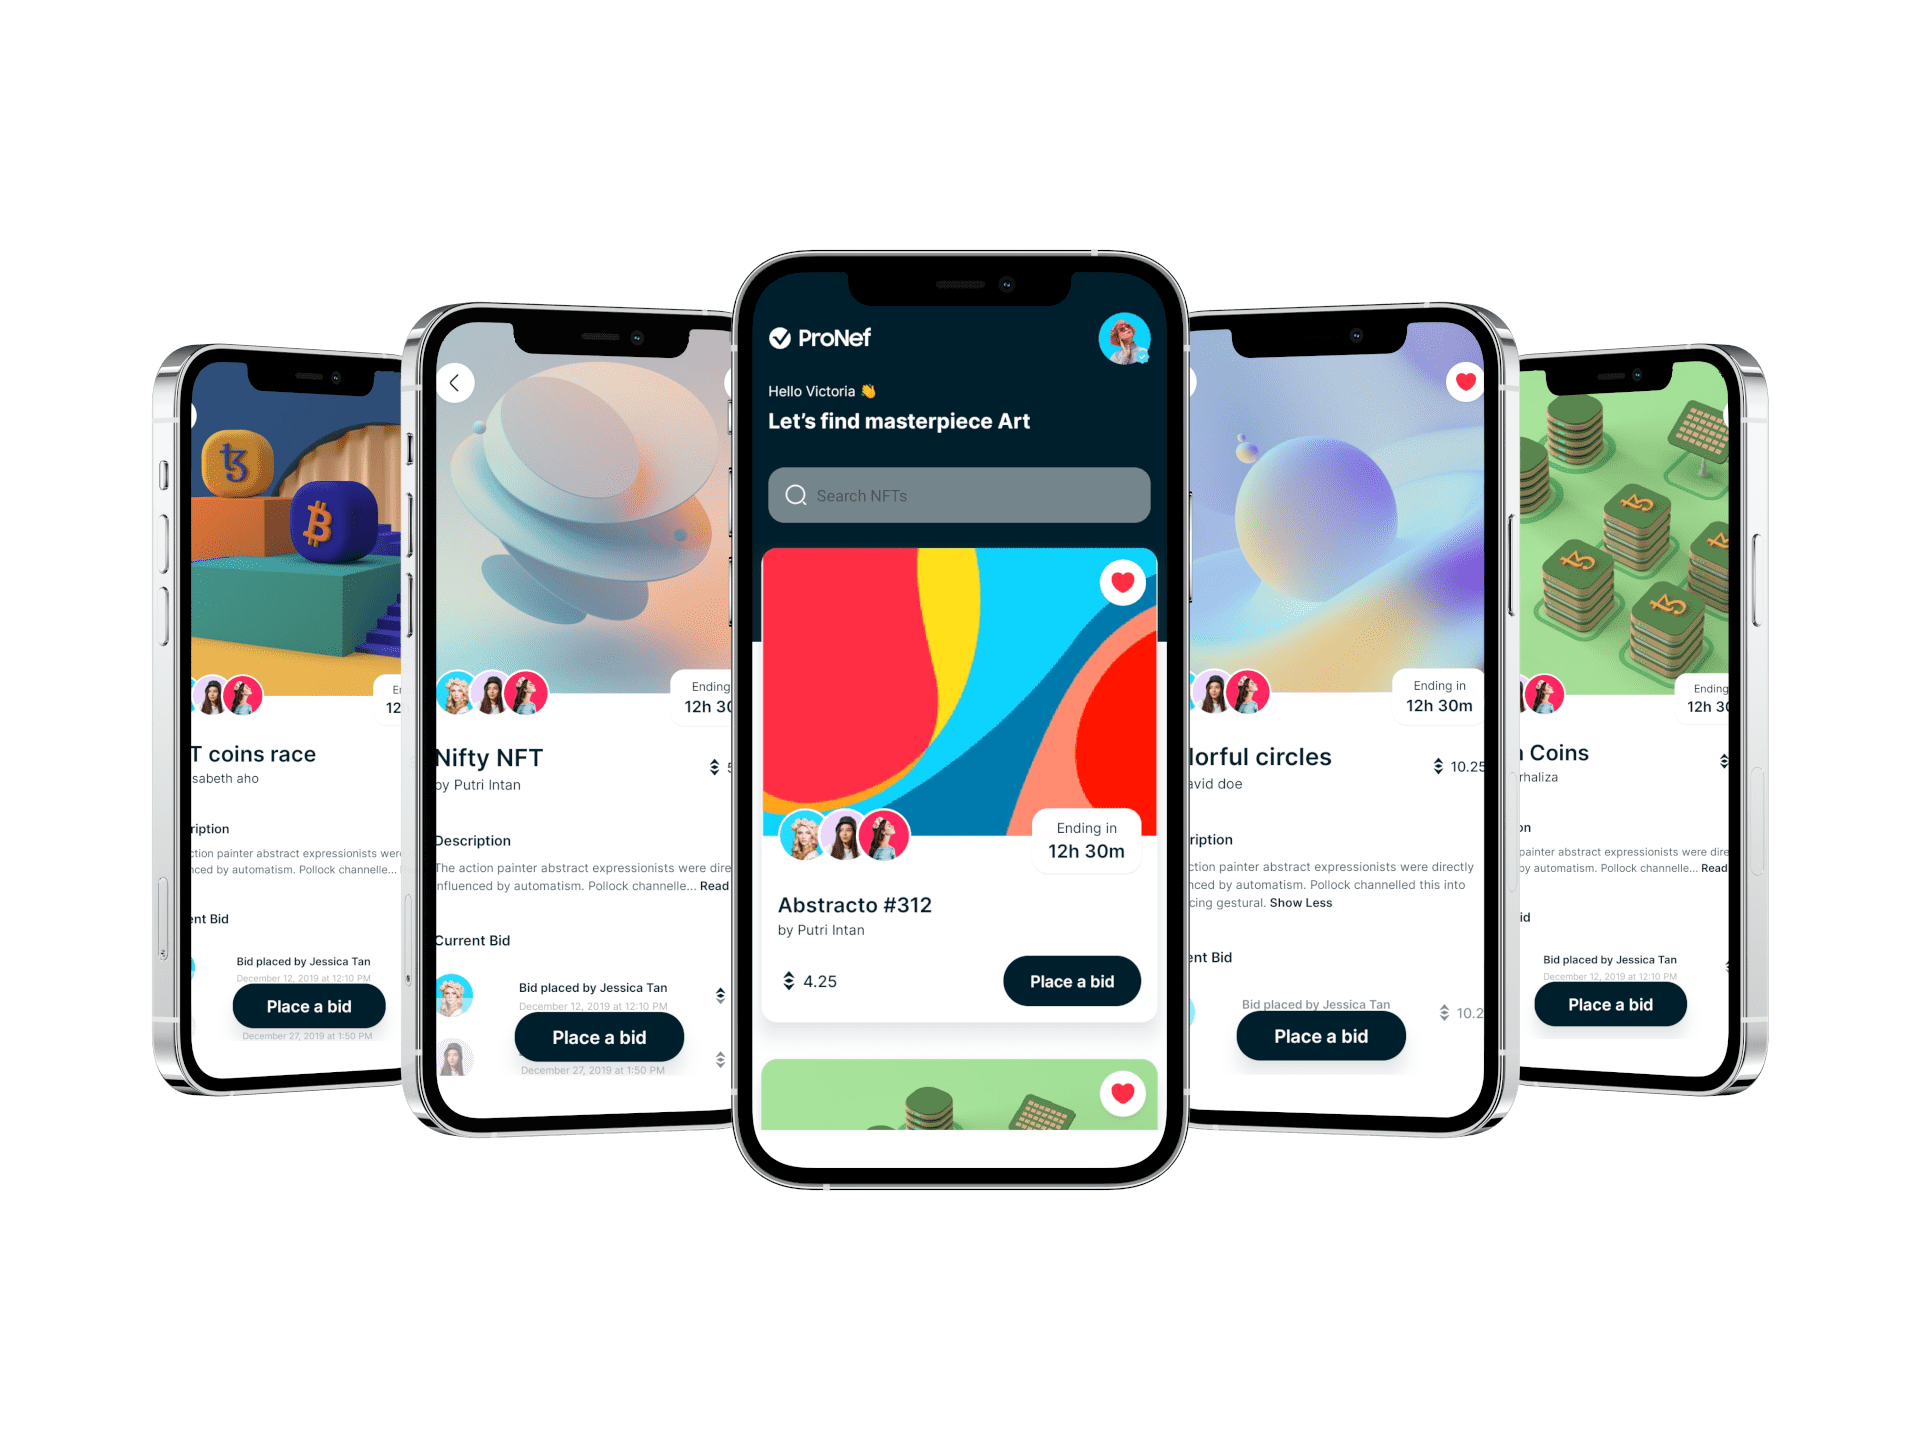 T coins race
sabeth aho
ription
ction painter abstract expressionists were
nced by automatism. Pollock channelle...
ent Bid
Bid placed by Jessica Tan
December 12, 2019 at 12:10 PM
Place a bid
December 27, 2019 at 1:50 PM
12
Ending
12h 30
Nifty NFT
by Putri Intan
Description
The action painter abstract expressionists were dire
nfluenced by automatism. Pollock channelle... Read
Current Bid
Bid placed by Jessica Tan
December 12, 2019 at 12:10 PM
Place a bid
December 27, 2019 at 1:50 PM
ProNef
Hello Victoria 👋
Let's find masterpiece Art
Search NFTs
Ending in
12h 30m
Abstracto #312
by Putri Intan
4.25
Place a bid
Ending in
12h 30m
lorful circles
10.25
avid doe
ription
ction painter abstract expressionists were directly
nced by automatism. Pollock channelled this into
cing gestural. Show Less
ent Bid
Bid placed by Jessica Tan
10.2
Place a bid
Ending
12h 30
Coins
rhaliza
on
painter abstract expressionists were dire
by automatism. Pollock channelle... Read
id
Bid placed by Jessica Tan
December 12, 2019 at 12:10 PM
Place a bid